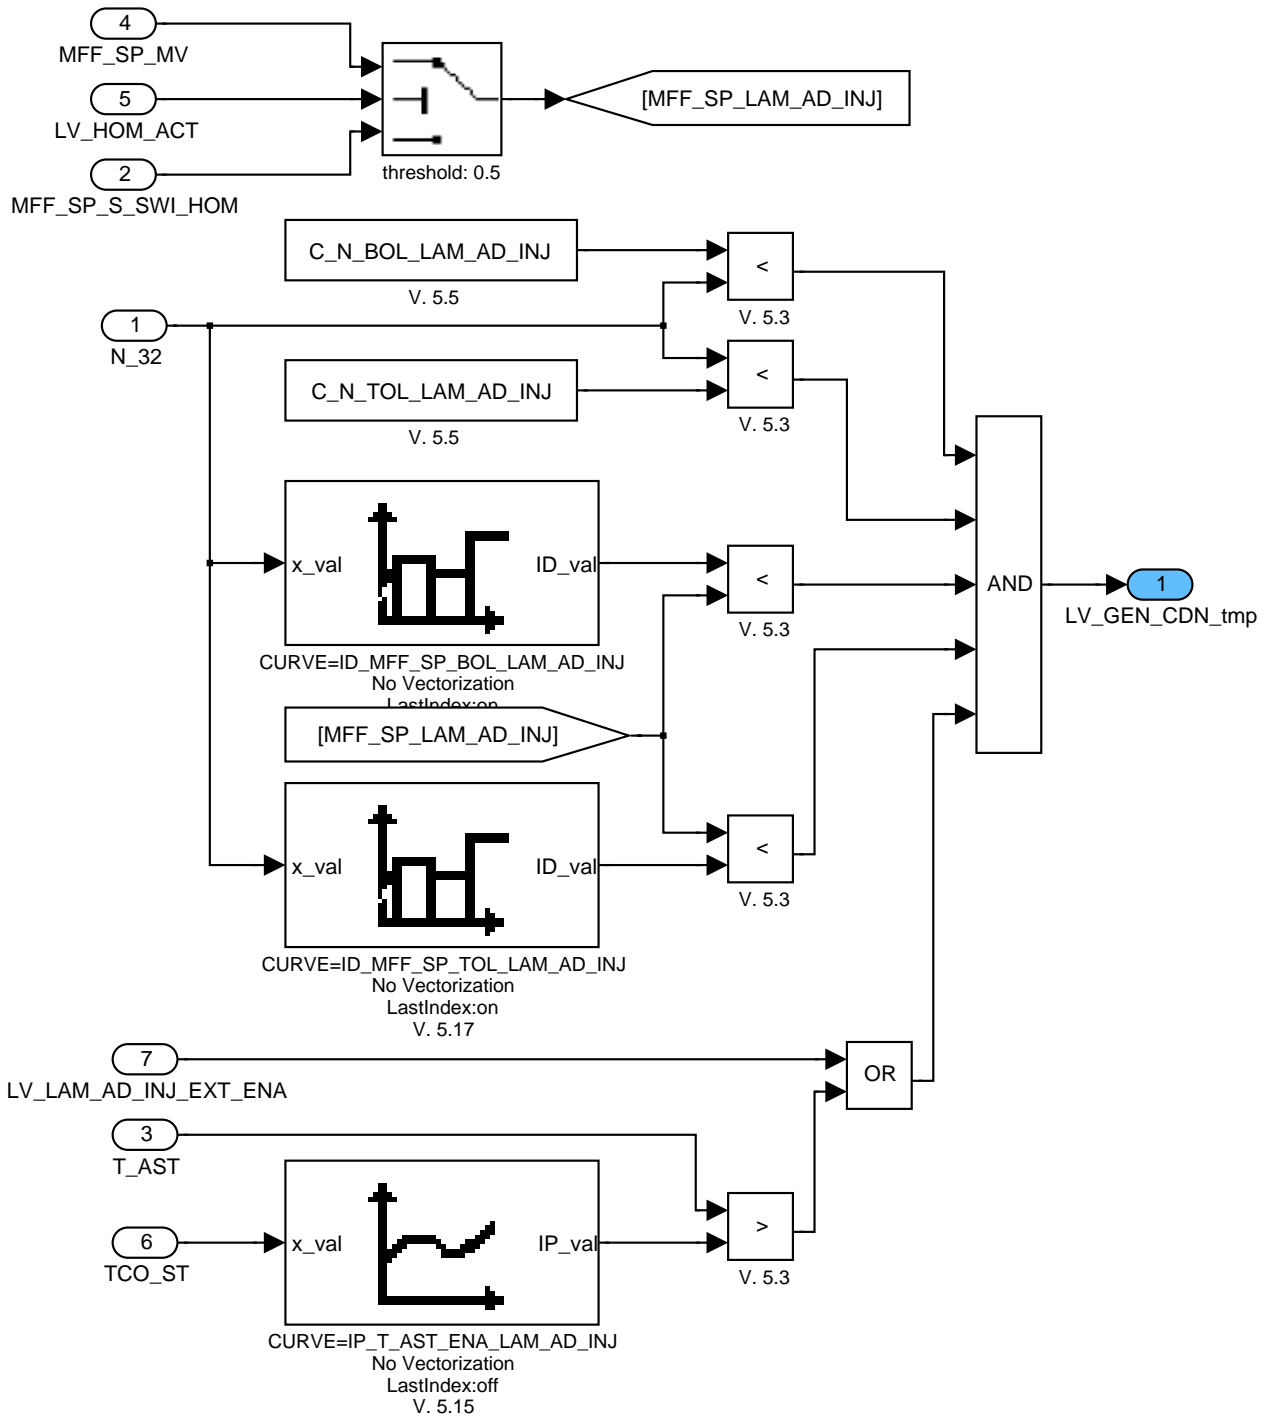 4
MFF_SP_MV
5
LV_HOM_ACT
2
MFF_SP_S_SWI_HOM
threshold: 0.5
[MFF_SP_LAM_AD_INJ]
C_N_BOL_LAM_AD_INJ
V. 5.5
<
V. 5.3
1
N_32
C_N_TOL_LAM_AD_INJ
V. 5.5
<
V. 5.3
x_val
ID_val
CURVE=ID_MFF_SP_BOL_LAM_AD_INJ
No Vectorization
LastIndex:on
<
V. 5.3
AND
1
LV_GEN_CDN_tmp
[MFF_SP_LAM_AD_INJ]
x_val
ID_val
CURVE=ID_MFF_SP_TOL_LAM_AD_INJ
No Vectorization
LastIndex:on
V. 5.17
<
V. 5.3
7
LV_LAM_AD_INJ_EXT_ENA
OR
3
T_AST
6
TCO_ST
x_val
IP_val
CURVE=IP_T_AST_ENA_LAM_AD_INJ
No Vectorization
LastIndex:off
V. 5.15
>
V. 5.3